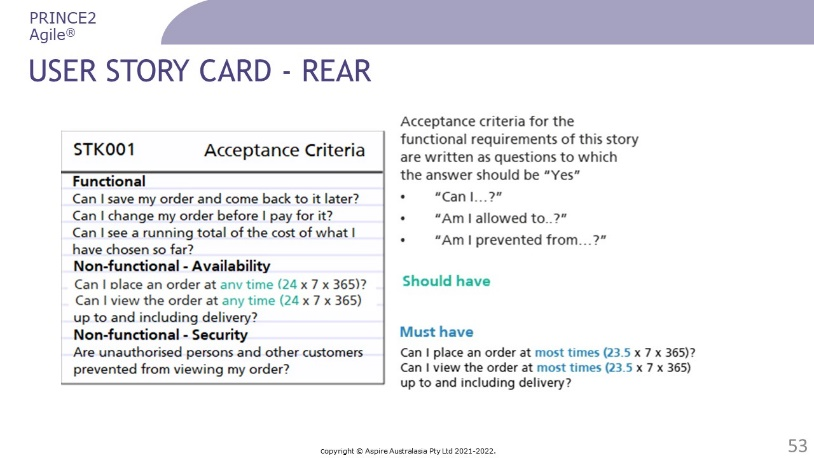 PRINCE2
Agile®
USER STORY CARD - REAR
STK001 Acceptance Criteria
Functional
Can I save my order and come back to it later?
Can I change my order before I pay for it?
Can I see a running total of the cost of what I
have chosen so far?
Non-functional - Availability
Can I place an order at any time (24 x 7 x 365)?
Can I view the order at any time (24 x 7 x 365)
up to and including delivery?
Non-functional - Security
Are unauthorised persons and other customers
prevented from viewing my order?
Acceptance criteria for the
functional requirements of this story
are written as questions to which
the answer should be “Yes”
• “Can I...?”
• “Am I allowed to..?”
• “Am I prevented from...?”
Should have
Must have
Can I place an order at most times (23.5 x 7 x 365)?
Can I view the order at most times (23.5 x 7 x 365)
up to and including delivery?
Copyright © Aspire Australasia Pty Ltd 2021-2022.
53